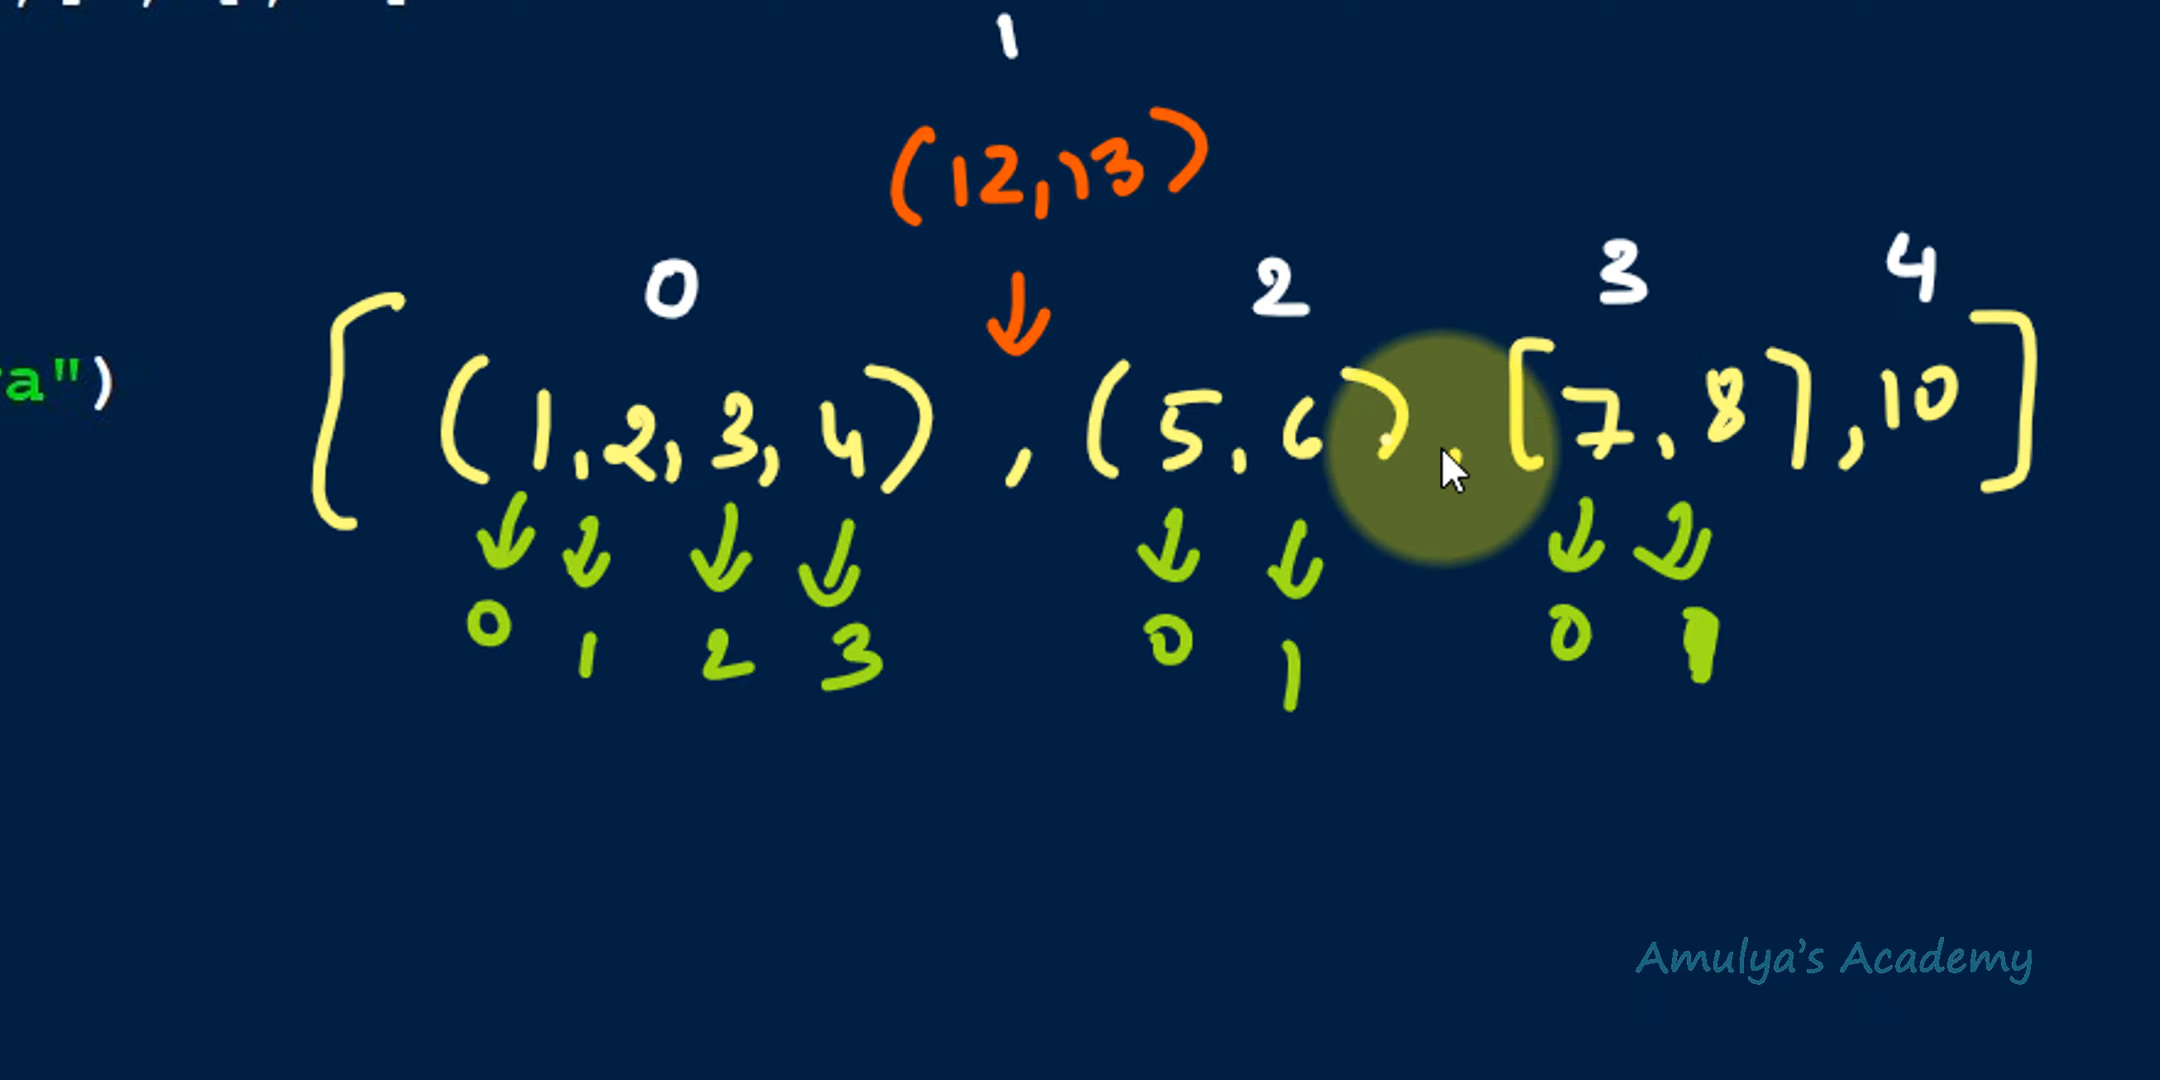 1
(12,13)
0 2 3 4
a")
[ (1,2,3,4) , (5,6), [7,8], 10 ]
0 1 2 3 0 1 0 1
Amulya's Academy